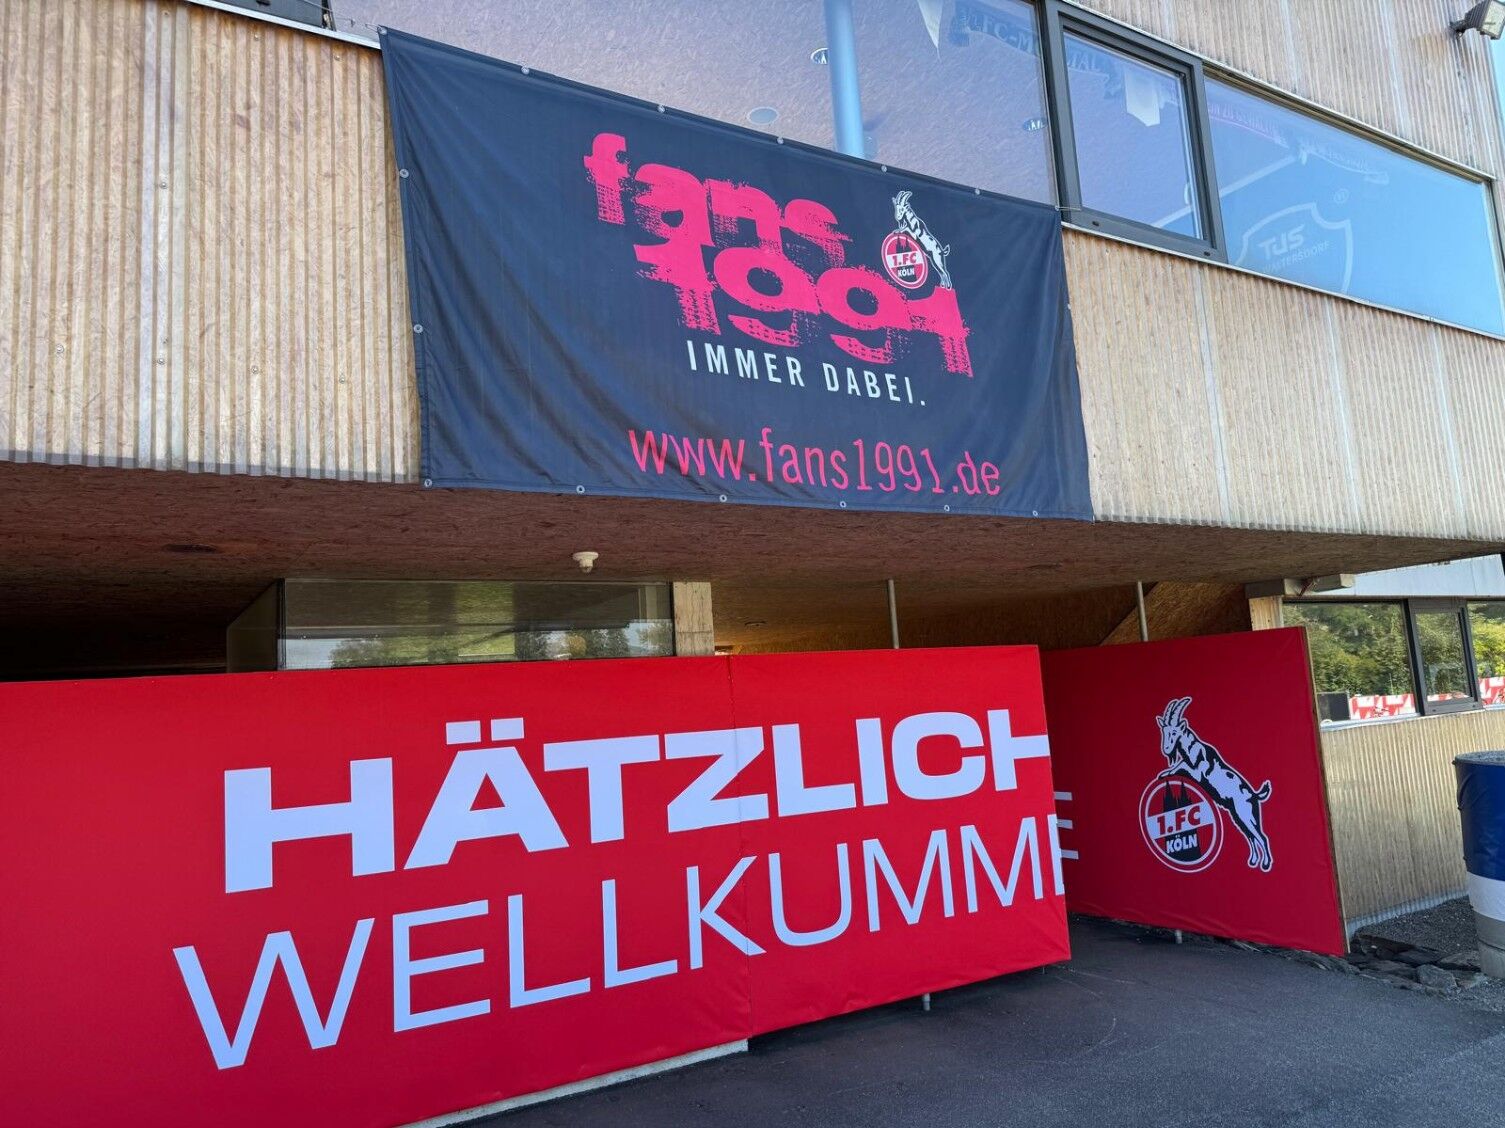 fans
1991
1.FC
KÖLN
IMMER DABEI.
www.fans1991.de
TuS
HÄTZLICH
WELLKUMME
1.FC
KÖLN